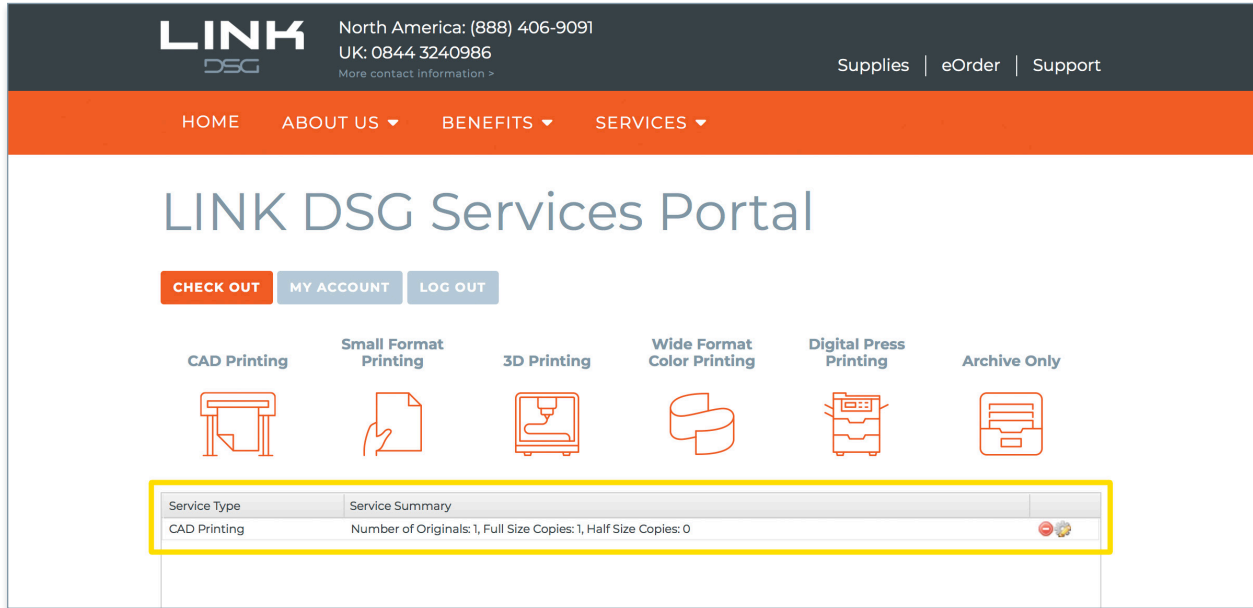 LINK
DSG
North America: (888) 406-9091
UK: 0844 3240986
More contact information >
Supplies | eOrder | Support
HOME ABOUT US BENEFITS SERVICES
LINK DSG Services Portal
CHECK OUT MY ACCOUNT LOG OUT
CAD Printing
Small Format
Printing
3D Printing
Wide Format
Color Printing
Digital Press
Printing
Archive Only
Service Type Service Summary
CAD Printing Number of Originals: 1, Full Size Copies: 1, Half Size Copies: 0